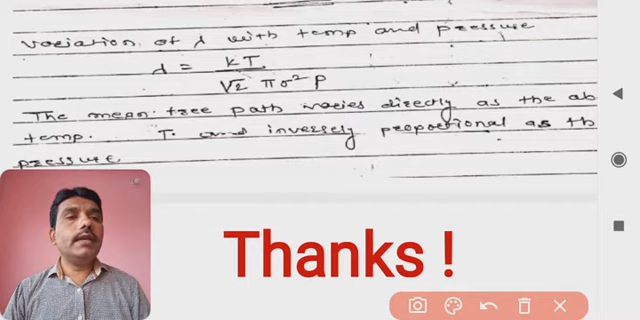 variation of λ with temp and pressure
λ = KT / √2 πσ² P
The mean free path varies directly as the ab
temp. T. and inversely proportional as th
pressure.
Thanks !